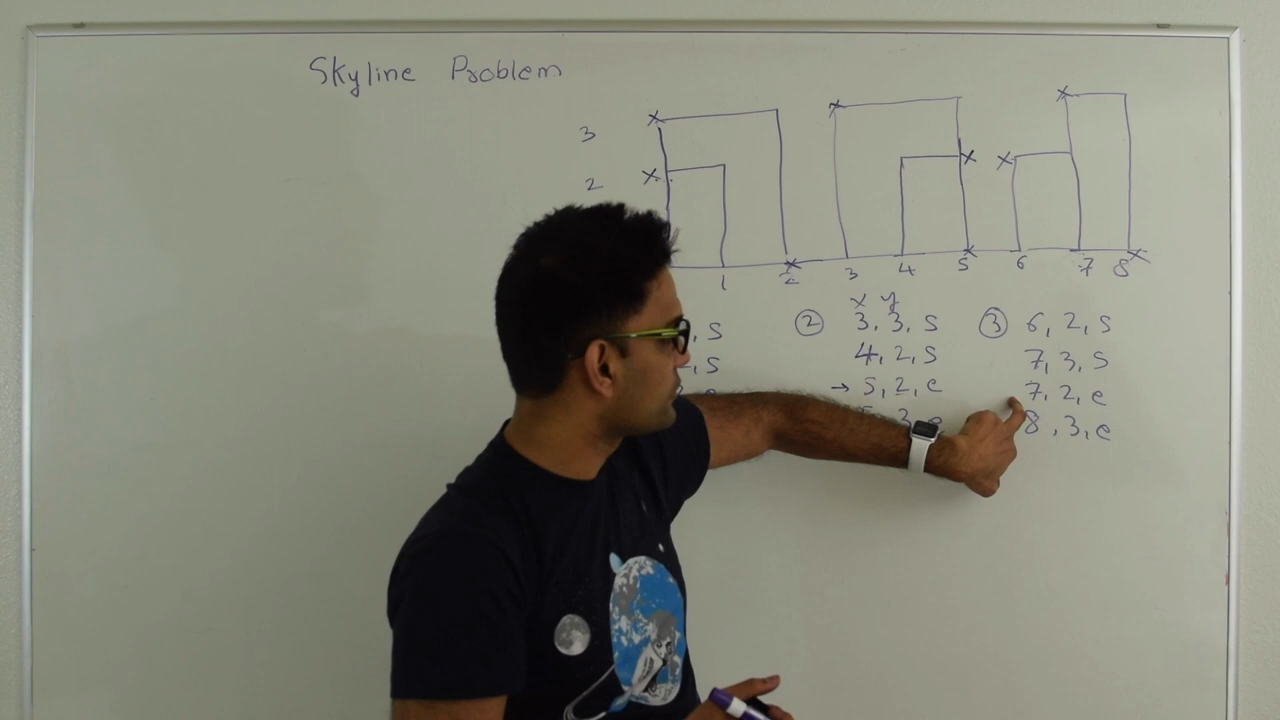 Skyline Problem
3
2
1 2 3 4 5 6 7 8
x y
, s ② 3, 3, s ③ 6, 2, s
, s 4, 2, s 7, 3, s
→ 5, 2, e 7, 2, e
3, e 8, 3, e